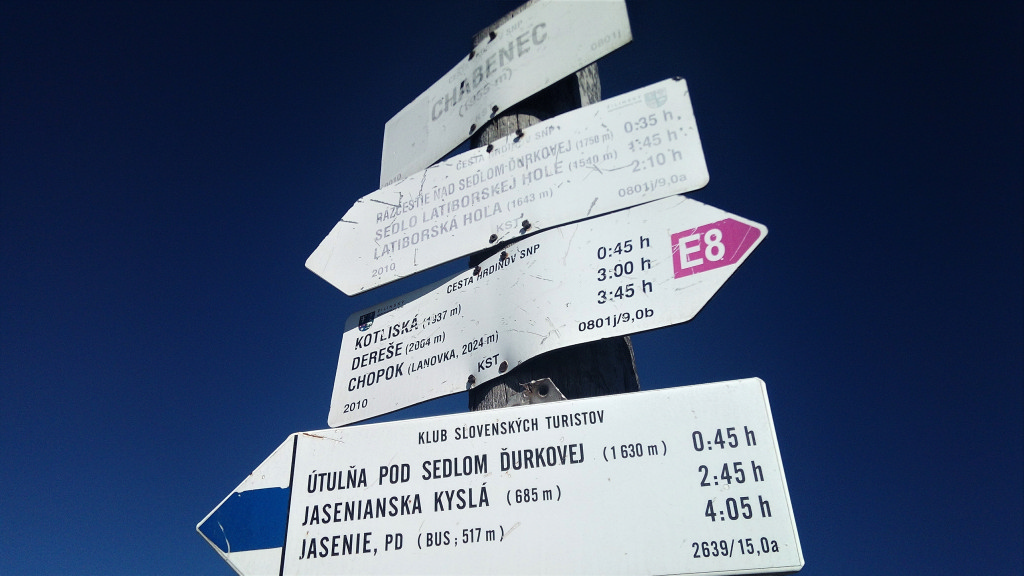 CHABENEC
0801j
CESTA HRDINOV SNP
RÁZCESTIE NAD SEDLOM ĎURKOVEJ (1750 m) 0:35 h
SEDLO LATIBORSKEJ HOLE (1540 m) 1:45 h
LATIBORSKÁ HOĽA (1643 m) 2:10 h
2010 KST 0801j/9,0a
CESTA HRDINOV SNP
KOTLISKÁ (1937 m) 0:45 h
DEREŠE (2004 m) 3:00 h
CHOPOK (LANOVKA, 2024 m) 3:45 h
E8
2010 KST 0801j/9,0b
KLUB SLOVENSKÝCH TURISTOV
ÚTULŇA POD SEDLOM ĎURKOVEJ (1630 m) 0:45 h
JASENIANSKA KYSLÁ (685 m) 2:45 h
JASENIE, PD (BUS; 517 m) 4:05 h
2639/15,0a